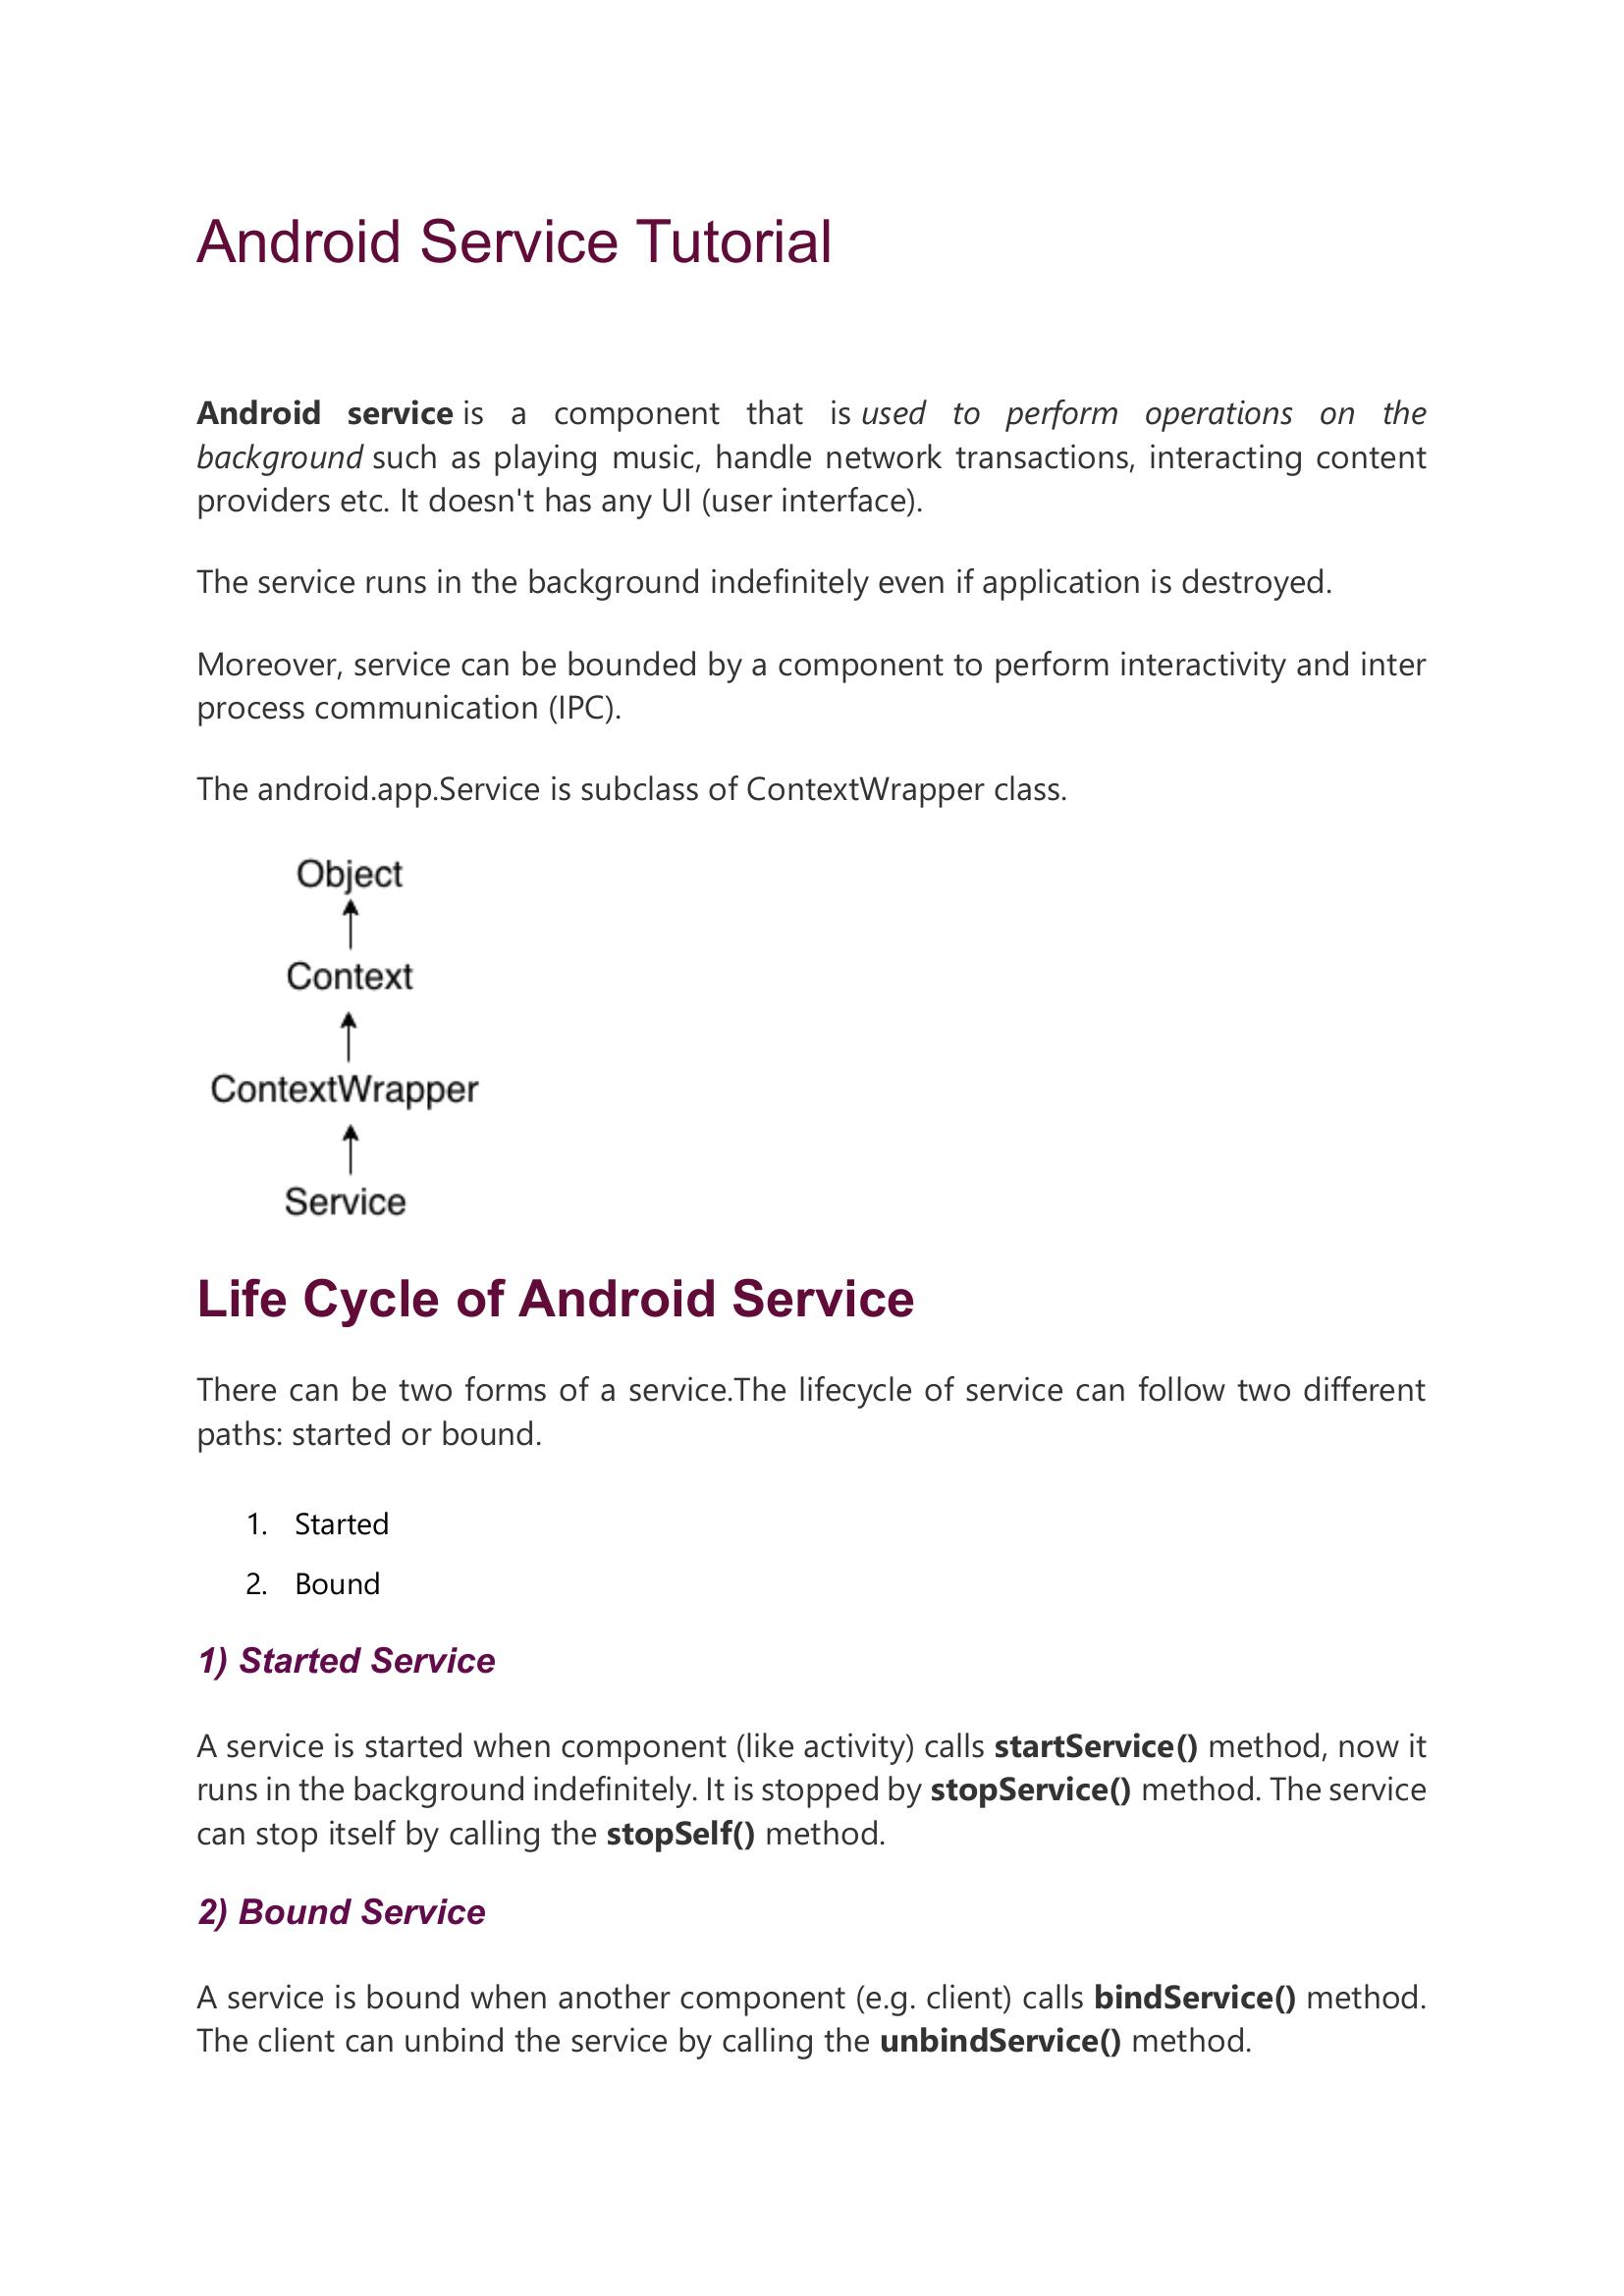 Android Service Tutorial
Android service is a component that is used to perform operations on the
background such as playing music, handle network transactions, interacting content
providers etc. It doesn't has any UI (user interface).
The service runs in the background indefinitely even if application is destroyed.
Moreover, service can be bounded by a component to perform interactivity and inter
process communication (IPC).
The android.app.Service is subclass of ContextWrapper class.
Object
Context
ContextWrapper
Service
Life Cycle of Android Service
There can be two forms of a service.The lifecycle of service can follow two different
paths: started or bound.
1. Started
2. Bound
1) Started Service
A service is started when component (like activity) calls startService() method, now it
runs in the background indefinitely. It is stopped by stopService() method. The service
can stop itself by calling the stopSelf() method.
2) Bound Service
A service is bound when another component (e.g. client) calls bindService() method.
The client can unbind the service by calling the unbindService() method.